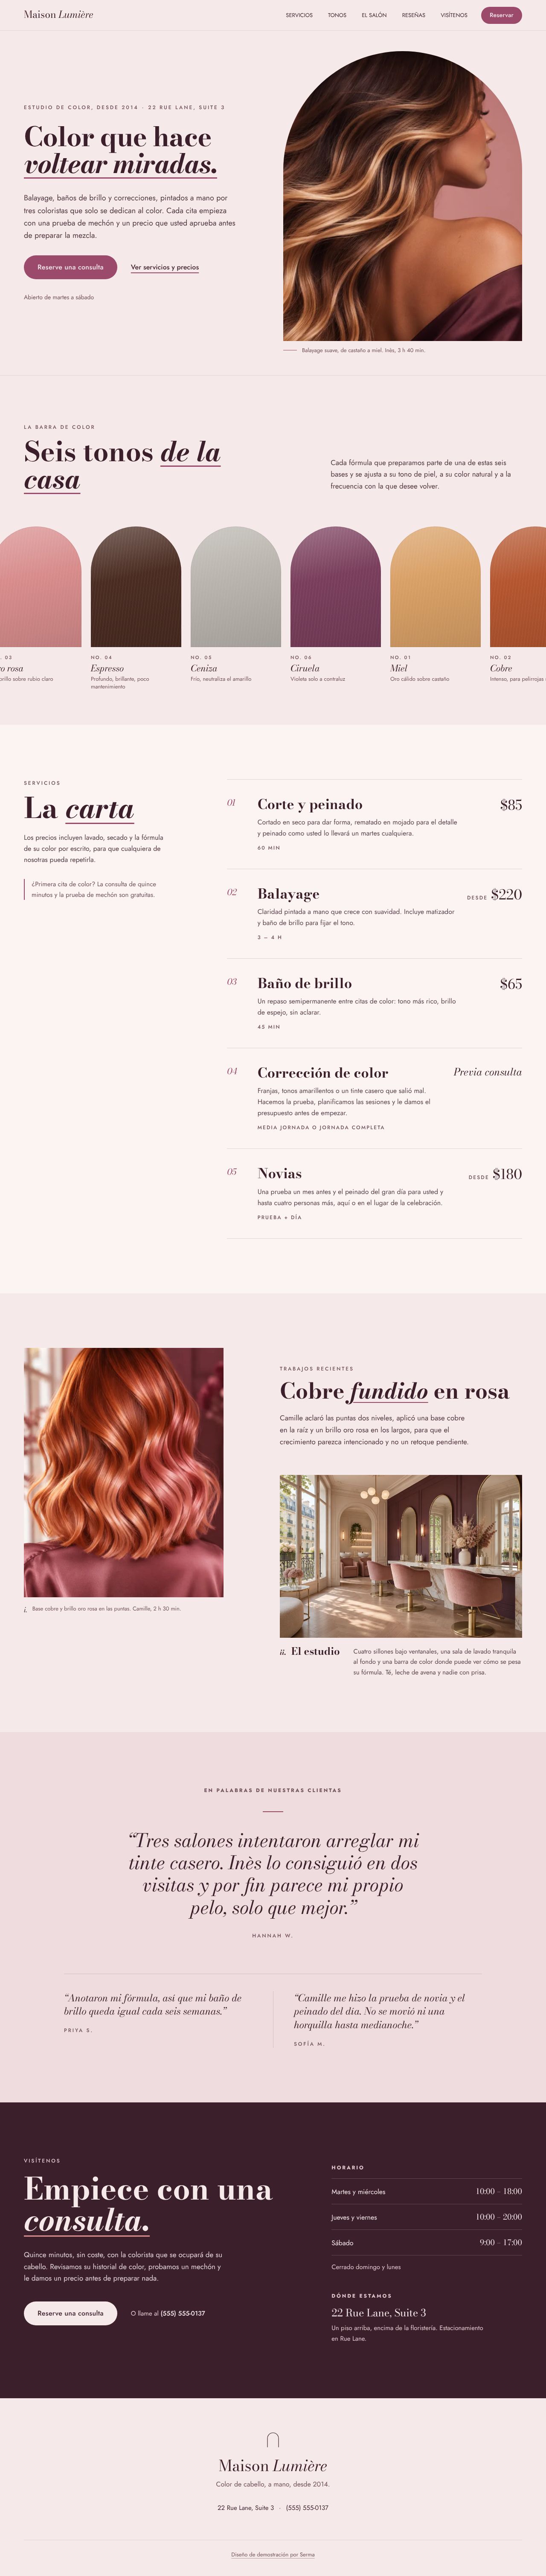 Maison Lumière
SERVICIOS TONOS EL SALÓN RESEÑAS VISÍTENOS Reservar
ESTUDIO DE COLOR, DESDE 2014 · 22 RUE LANE, SUITE 3
Color que hace
voltear miradas.
Balayage, baños de brillo y correcciones, pintados a mano por
tres coloristas que solo se dedican al color. Cada cita empieza
con una prueba de mechón y un precio que usted aprueba antes
de preparar la mezcla.
Reserve una consulta Ver servicios y precios
Abierto de martes a sábado
Balayage suave, de castaño a miel. Inès, 3 h 40 min.
LA BARRA DE COLOR
Seis tonos de la
casa
Cada fórmula que preparamos parte de una de estas seis
bases y se ajusta a su tono de piel, a su color natural y a la
frecuencia con la que desee volver.
. 03
o rosa
brillo sobre rubio claro
NO. 04
Espresso
Profundo, brillante, poco
mantenimiento
NO. 05
Ceniza
Frío, neutraliza el amarillo
NO. 06
Ciruela
Violeta solo a contraluz
NO. 01
Miel
Oro cálido sobre castaño
NO. 02
Cobre
Intenso, para pelirrojas
SERVICIOS
La carta
Los precios incluyen lavado, secado y la fórmula
de su color por escrito, para que cualquiera de
nosotras pueda repetirla.
¿Primera cita de color? La consulta de quince
minutos y la prueba de mechón son gratuitas.
01 Corte y peinado $85
Cortado en seco para dar forma, rematado en mojado para el detalle
y peinado como usted lo llevará un martes cualquiera.
60 MIN
02 Balayage DESDE $220
Claridad pintada a mano que crece con suavidad. Incluye matizador
y baño de brillo para fijar el tono.
3 – 4 H
03 Baño de brillo $65
Un repaso semipermanente entre citas de color: tono más rico, brillo
de espejo, sin aclarar.
45 MIN
04 Corrección de color Previa consulta
Franjas, tonos amarillentos o un tinte casero que salió mal.
Hacemos la prueba, planificamos las sesiones y le damos el
presupuesto antes de empezar.
MEDIA JORNADA O JORNADA COMPLETA
05 Novias DESDE $180
Una prueba un mes antes y el peinado del gran día para usted y
hasta cuatro personas más, aquí o en el lugar de la celebración.
PRUEBA + DÍA
TRABAJOS RECIENTES
Cobre fundido en rosa
Camille aclaró las puntas dos niveles, aplicó una base cobre
en la raíz y un brillo oro rosa en los largos, para que el
crecimiento parezca intencionado y no un retoque pendiente.
i. Base cobre y brillo oro rosa en las puntas. Camille, 2 h 30 min.
ii. El estudio
Cuatro sillones bajo ventanales, una sala de lavado tranquila
al fondo y una barra de color donde puede ver cómo se pesa
su fórmula. Té, leche de avena y nadie con prisa.
EN PALABRAS DE NUESTRAS CLIENTAS
“Tres salones intentaron arreglar mi
tinte casero. Inès lo consiguió en dos
visitas y por fin parece mi propio
pelo, solo que mejor.”
HANNAH W.
“Anotaron mi fórmula, así que mi baño de
brillo queda igual cada seis semanas.”
PRIYA S.
“Camille me hizo la prueba de novia y el
peinado del día. No se movió ni una
horquilla hasta medianoche.”
SOFÍA M.
VISÍTENOS
Empiece con una
consulta.
Quince minutos, sin coste, con la colorista que se ocupará de su
cabello. Revisamos su historial de color, probamos un mechón y
le damos un precio antes de preparar nada.
Reserve una consulta O llame al (555) 555-0137
HORARIO
Martes y miércoles 10:00 – 18:00
Jueves y viernes 10:00 – 20:00
Sábado 9:00 – 17:00
Cerrado domingo y lunes
DÓNDE ESTAMOS
22 Rue Lane, Suite 3
Un piso arriba, encima de la floristería. Estacionamiento
en Rue Lane.
Maison Lumière
Color de cabello, a mano, desde 2014.
22 Rue Lane, Suite 3 · (555) 555-0137
Diseño de demostración por Serma